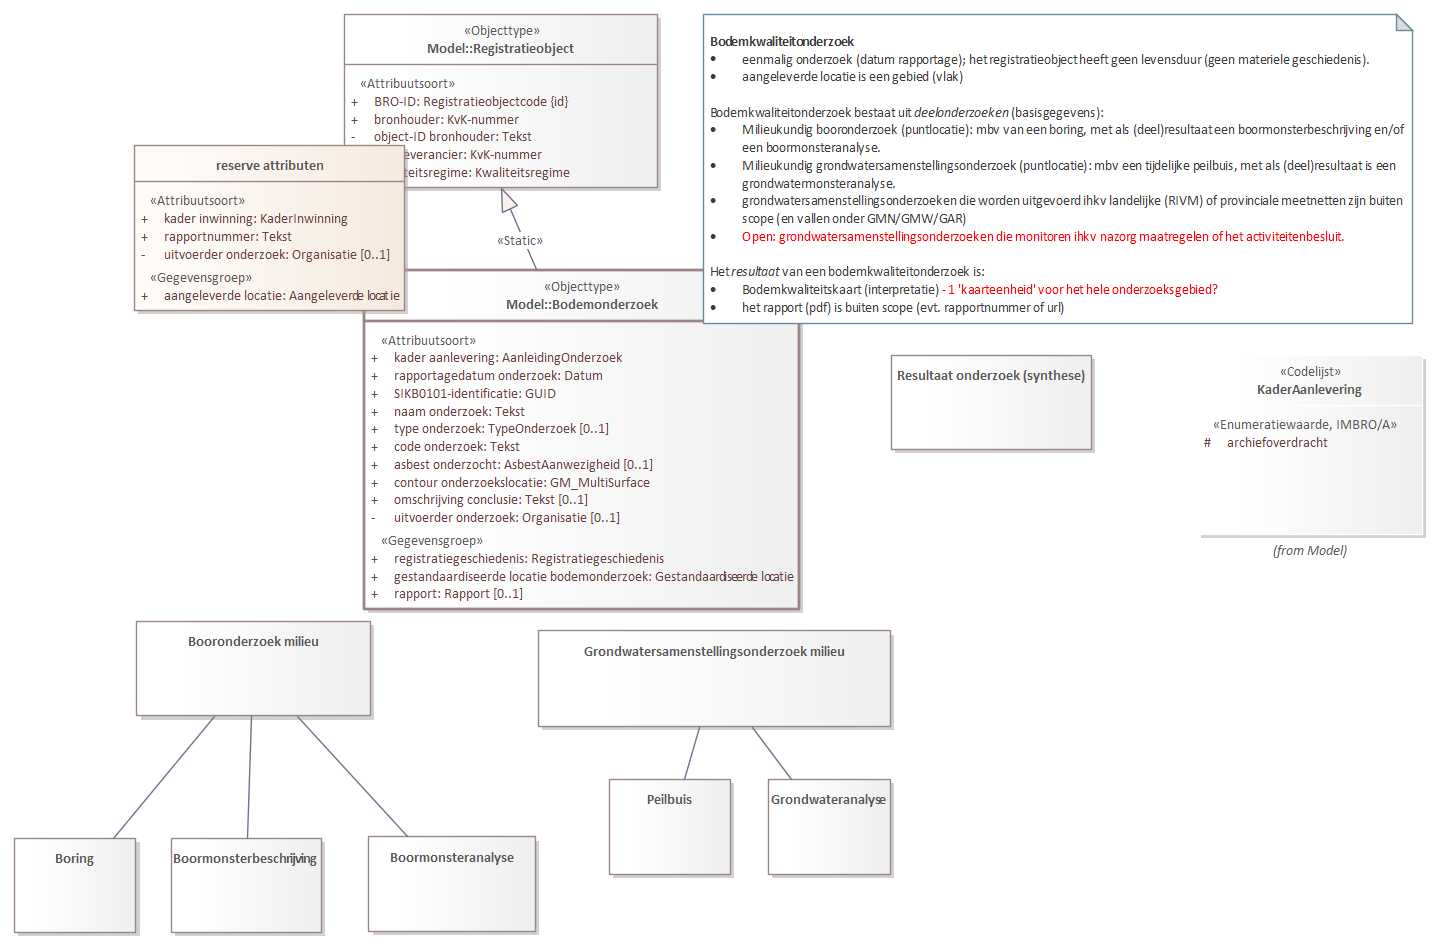 «Objecttype»
Model::Registratieobject
«Attribuutsoort»
+ BRO-ID: Registratieobjectcode {id}
+ bronhouder: KvK-nummer
- object-ID bronhouder: Tekst
leverancier: KvK-nummer
teitsregime: Kwaliteitsregime
reserve attributen
«Attribuutsoort»
+ kader inwinning: KaderInwinning
+ rapportnummer: Tekst
- uitvoerder onderzoek: Organisatie [0..1]
«Gegevensgroep»
+ aangeleverde locatie: Aangeleverde locatie
«Static»
«Objecttype»
Model::Bodemonderzoek
«Attribuutsoort»
+ kader aanlevering: AanleidingOnderzoek
+ rapportagedatum onderzoek: Datum
+ SIKB0101-identificatie: GUID
+ naam onderzoek: Tekst
+ type onderzoek: TypeOnderzoek [0..1]
+ code onderzoek: Tekst
+ asbest onderzocht: AsbestAanwezigheid [0..1]
+ contour onderzoekslocatie: GM_MultiSurface
+ omschrijving conclusie: Tekst [0..1]
- uitvoerder onderzoek: Organisatie [0..1]
«Gegevensgroep»
+ registratiegeschiedenis: Registratiegeschiedenis
+ gestandaardiseerde locatie bodemonderzoek: Gestandaardiseerde locatie
+ rapport: Rapport [0..1]
Bodemkwaliteitonderzoek
• eenmalig onderzoek (datum rapportage); het registratieobject heeft geen levensduur (geen materiele geschiedenis).
• aangeleverde locatie is een gebied (vlak)
Bodemkwaliteitonderzoek bestaat uit deelonderzoeken (basisgegevens):
• Milieukundig booronderzoek (puntlocatie): mbv van een boring, met als (deel)resultaat een boormonsterbeschrijving en/of
een boormonsteranalyse.
• Milieukundig grondwatersamenstellingsonderzoek (puntlocatie): mbv een tijdelijke peilbuis, met als (deel)resultaat is een
grondwatermonsteranalyse.
• grondwatersamenstellingsonderzoeken die worden uitgevoerd ihkv landelijke (RIVM) of provinciale meetnetten zijn buiten
scope (en vallen onder GMN/GMW/GAR)
• Open: grondwatersamenstellingsonderzoeken die monitoren ihkv nazorg maatregelen of het activiteitenbesluit.
Het resultaat van een bodemkwaliteitonderzoek is:
• Bodemkwaliteitskaart (interpretatie) - 1 'kaarteenheid' voor het hele onderzoeksgebied?
• het rapport (pdf) is buiten scope (evt. rapportnummer of url)
Resultaat onderzoek (synthese)
«Codelijst»
KaderAanlevering
«Enumeratiewaarde, IMBRO/A»
# archiefoverdracht
(from Model)
Booronderzoek milieu
Grondwatersamenstellingsonderzoek milieu
Peilbuis
Grondwateranalyse
Boring
Boormonsterbeschrijving
Boormonsteranalyse